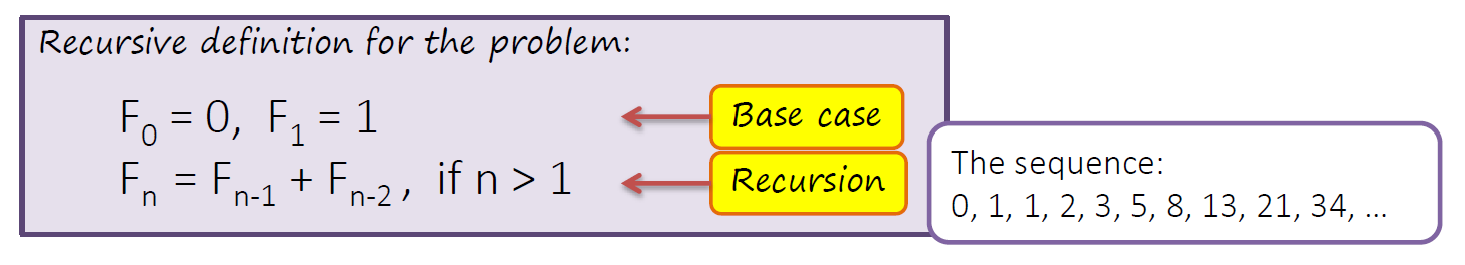 Recursive definition for the problem:
F₀ = 0, F₁ = 1
Base case
Fₙ = Fₙ₋₁ + Fₙ₋₂ , if n > 1
Recursion
The sequence:
0, 1, 1, 2, 3, 5, 8, 13, 21, 34, ...